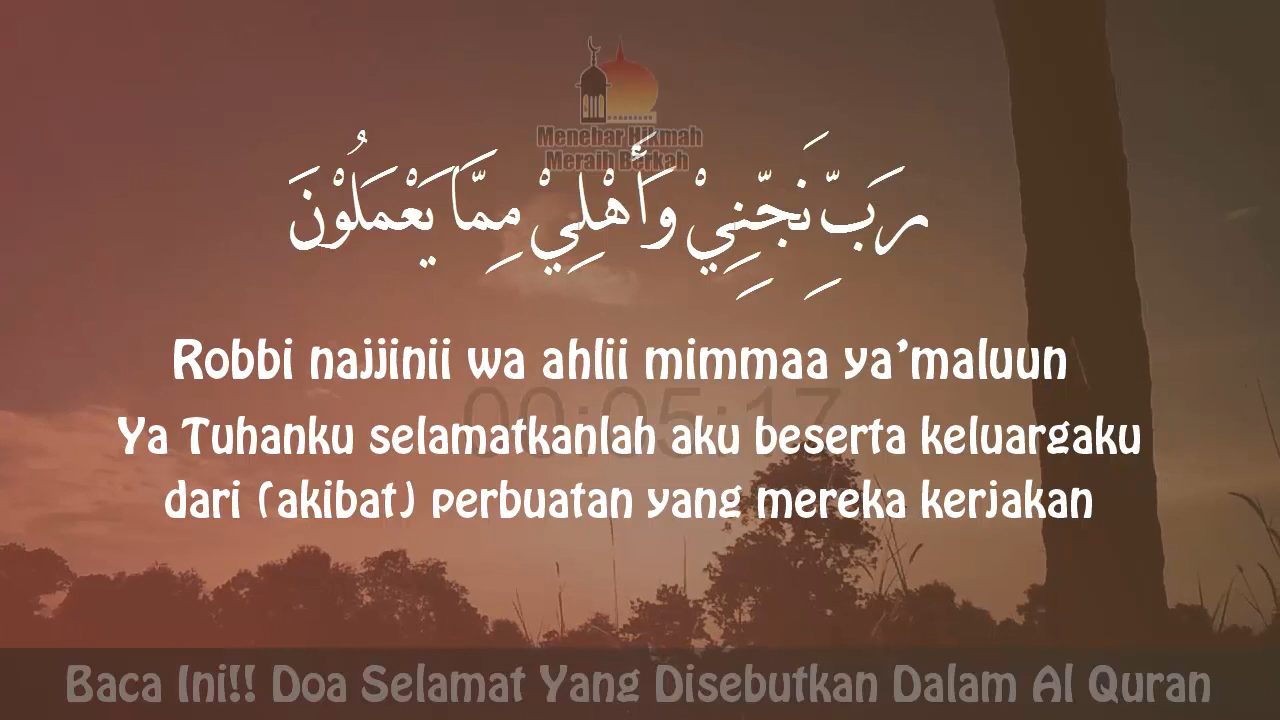 Menebar Hikmah
Meraih Berkah
رَبِّ نَجِّنِيْ وَأَهْلِيْ مِمَّا يَعْمَلُوْنَ
Robbi najjinii wa ahlii mimmaa ya’maluun
00:05:17
Ya Tuhanku selamatkanlah aku beserta keluargaku
dari (akibat) perbuatan yang mereka kerjakan
Baca Ini!! Doa Selamat Yang Disebutkan Dalam Al Quran